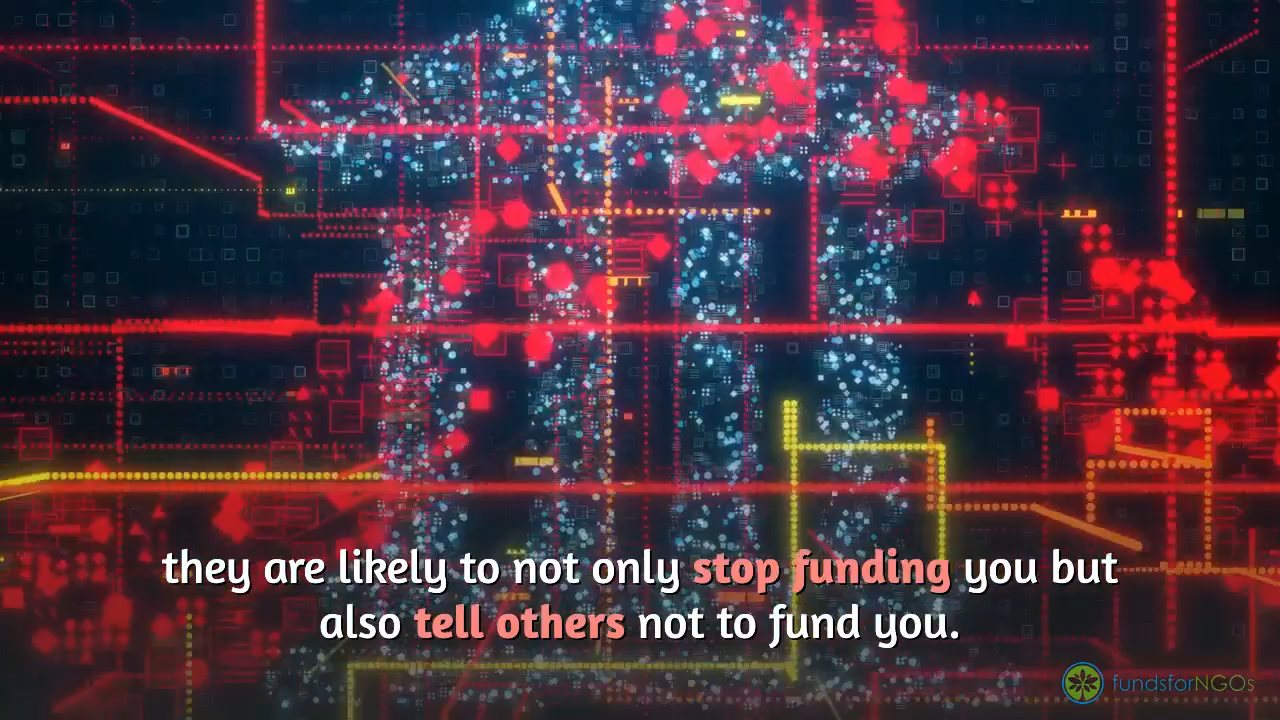 they are likely to not only stop funding you but
also tell others not to fund you.
fundsforNGOs